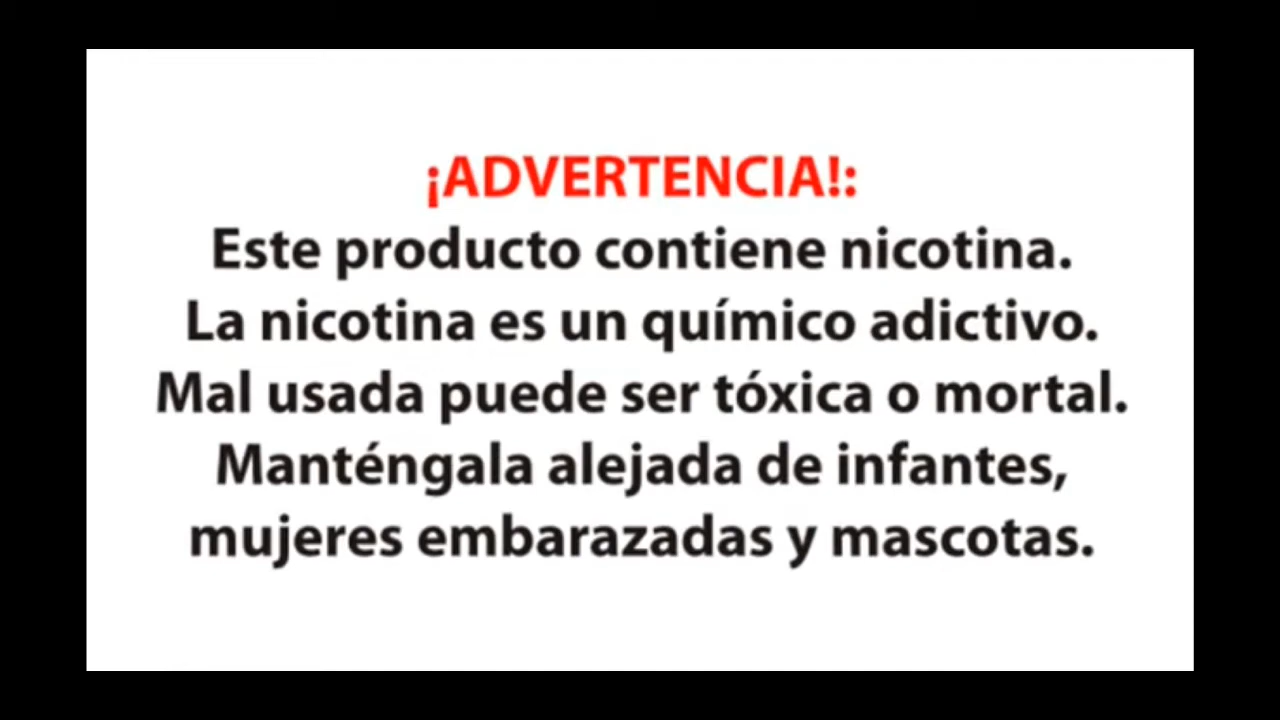 ¡ADVERTENCIA!:
Este producto contiene nicotina.
La nicotina es un químico adictivo.
Mal usada puede ser tóxica o mortal.
Manténgala alejada de infantes,
mujeres embarazadas y mascotas.